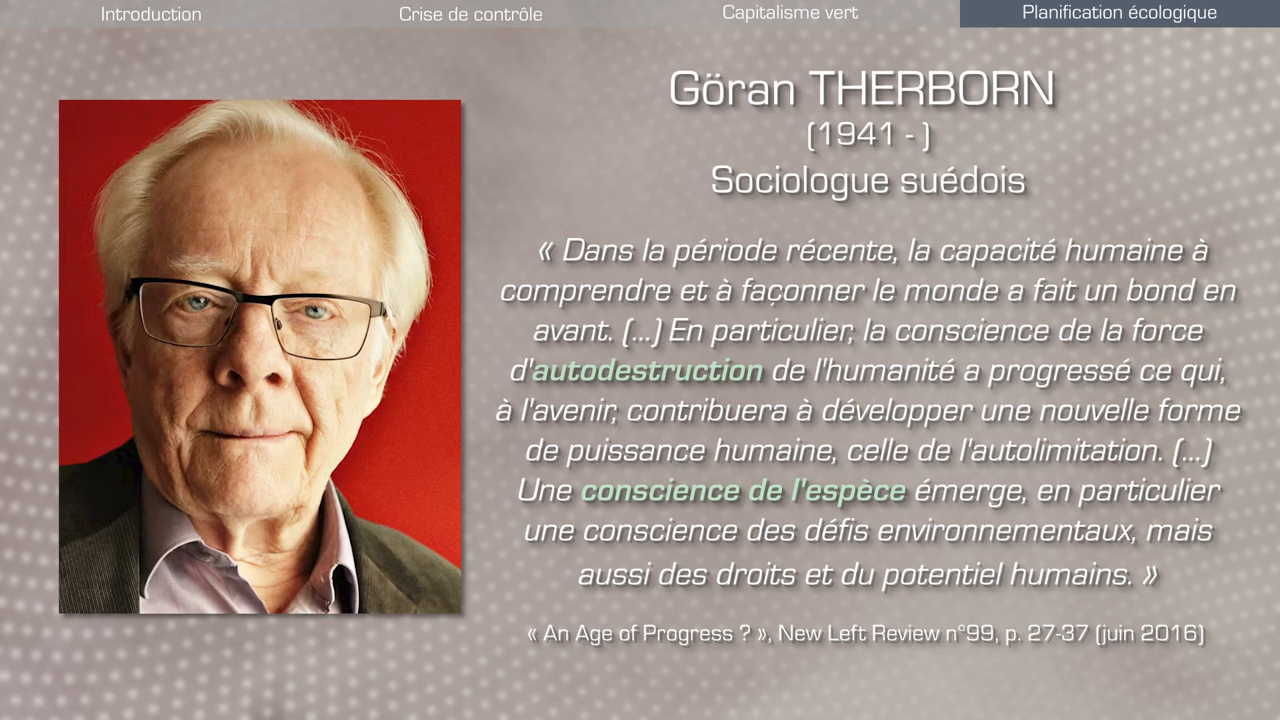 Introduction
Crise de contrôle
Capitalisme vert
Planification écologique
Göran THERBORN
(1941 - )
Sociologue suédois
« Dans la période récente, la capacité humaine à
comprendre et à façonner le monde a fait un bond en
avant. (...) En particulier, la conscience de la force
d'autodestruction de l'humanité a progressé ce qui,
à l'avenir, contribuera à développer une nouvelle forme
de puissance humaine, celle de l'autolimitation. (...)
Une conscience de l'espèce émerge, en particulier
une conscience des défis environnementaux, mais
aussi des droits et du potentiel humains. »
« An Age of Progress ? », New Left Review n°99, p. 27-37 (juin 2016)